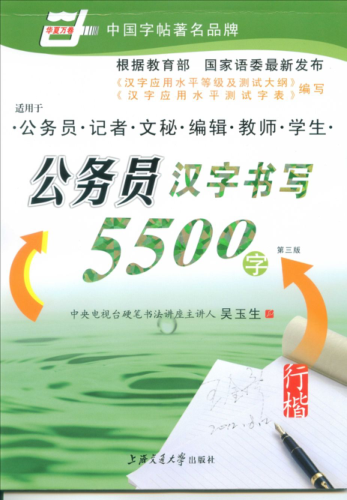 华夏万卷
中国字帖著名品牌
根据教育部 国家语委最新发布
《汉字应用水平等级及测试大纲》
《汉字应用水平测试字表》 编写
适用于
·公务员·记者·文秘·编辑·教师·学生·
公务员汉字书写
5500字
第三版
中央电视台硬笔书法讲座主讲人 吴玉生
行楷
上海交通大学出版社